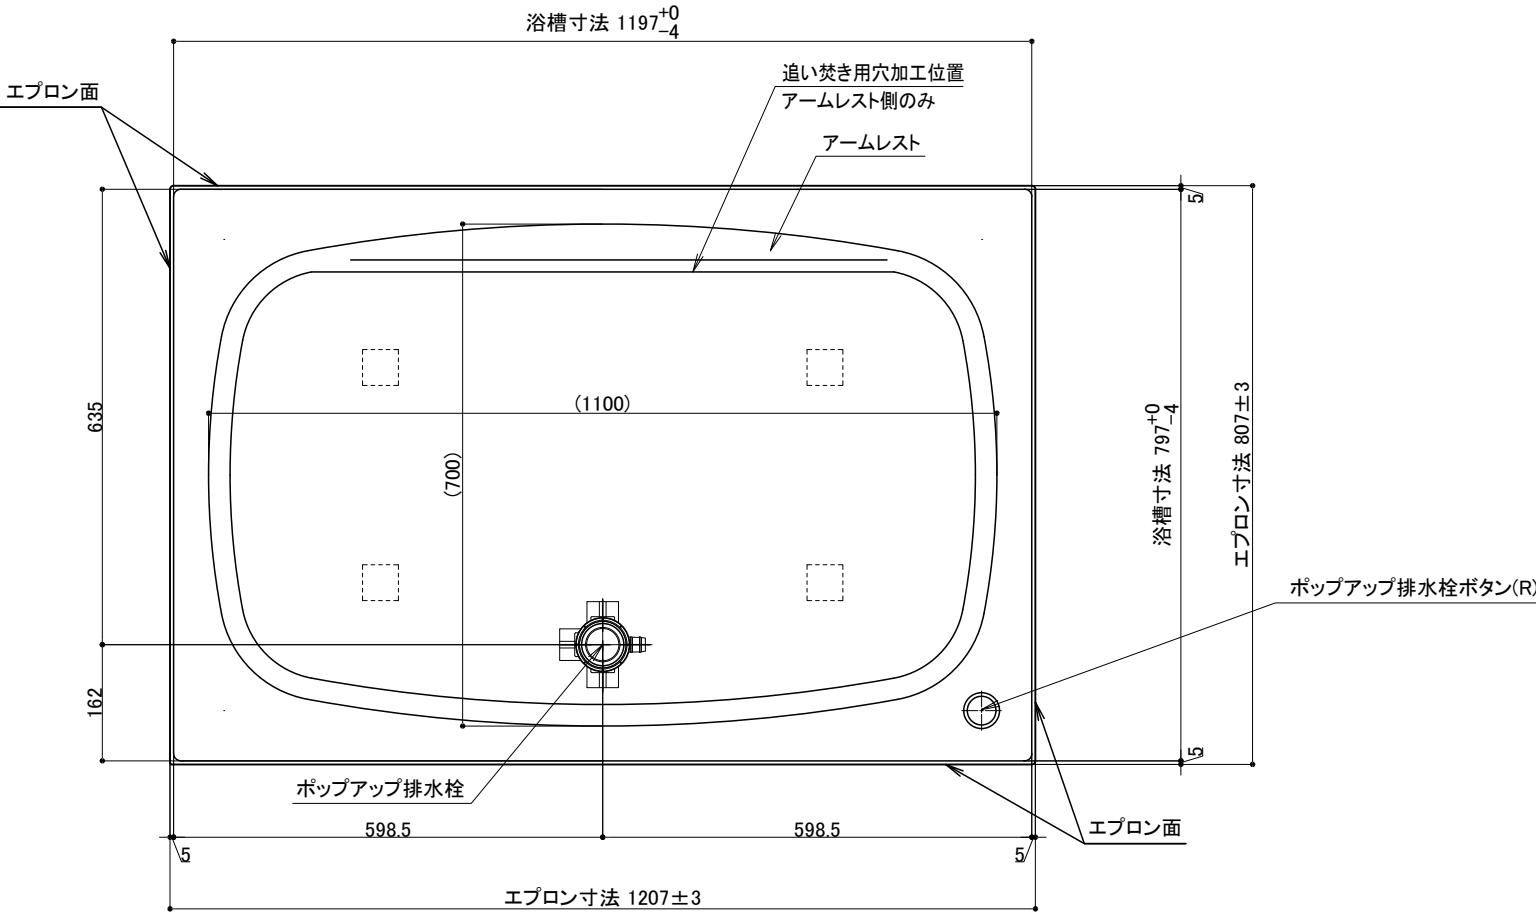 浴槽寸法 1197+0-4
エプロン面
追い焚き用穴加工位置
アームレスト側のみ
アームレスト
5
635
(1100)
(700)
浴槽寸法 797+0-4
エプロン寸法 807±3
ポップアップ排水栓ボタン(R)
162
5
ポップアップ排水栓
598.5
598.5
エプロン面
5
5
エプロン寸法 1207±3